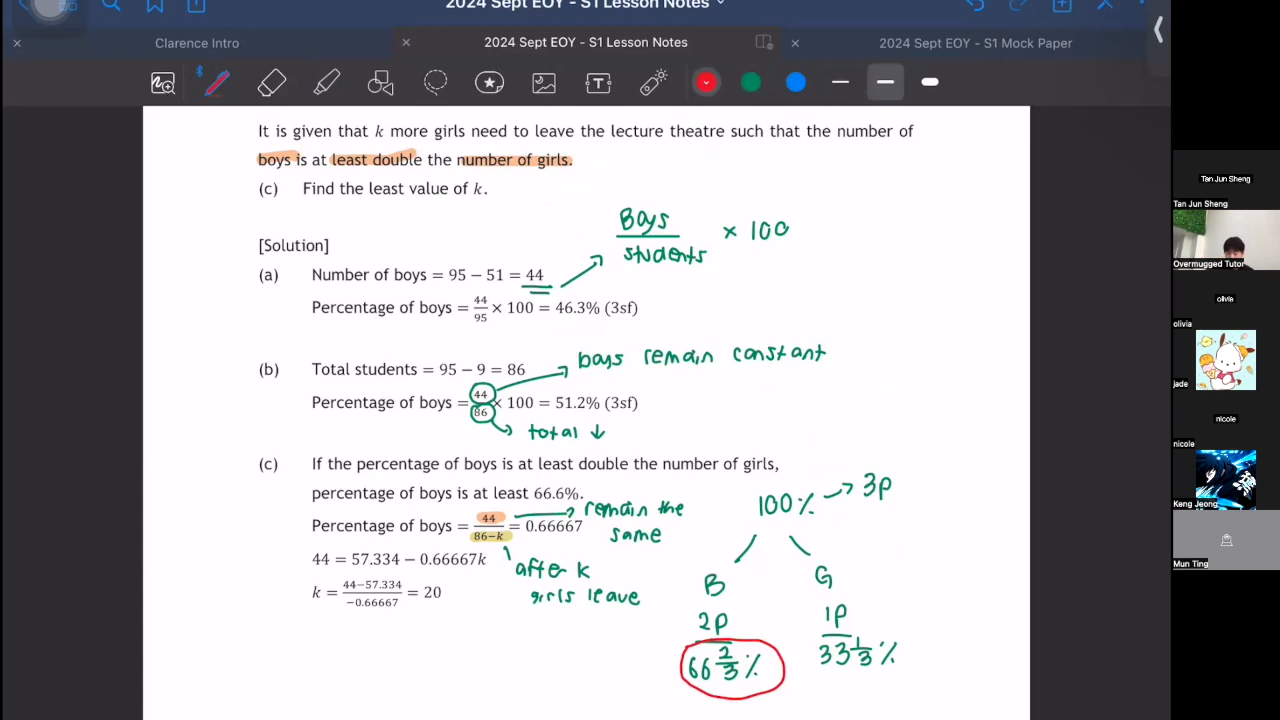 2024 Sept EOY - S1 Lesson Notes
Clarence Intro
2024 Sept EOY - S1 Lesson Notes
2024 Sept EOY - S1 Mock Paper
It is given that k more girls need to leave the lecture theatre such that the number of
boys is at least double the number of girls.
(c) Find the least value of k.
Boys
students
× 100
[Solution]
(a) Number of boys = 95 − 51 = 44
Percentage of boys = 44/95 × 100 = 46.3% (3sf)
boys remain constant
(b) Total students = 95 − 9 = 86
Percentage of boys = 44/86 × 100 = 51.2% (3sf)
total ↓
(c) If the percentage of boys is at least double the number of girls,
percentage of boys is at least 66.6%.
Percentage of boys = 44/86−k = 0.66667
remain the
same
44 = 57.334 − 0.66667k
after k
girls leave
k = 44−57.334/−0.66667 = 20
100% → 3p
B
G
2p
1p
66 2/3 %
33 1/3 %
Tan Jun Sheng
Tan Jun Sheng
Overmugged Tutor
olivia
olivia
jade
nicole
nicole
Keng Jeong
Mun Ting